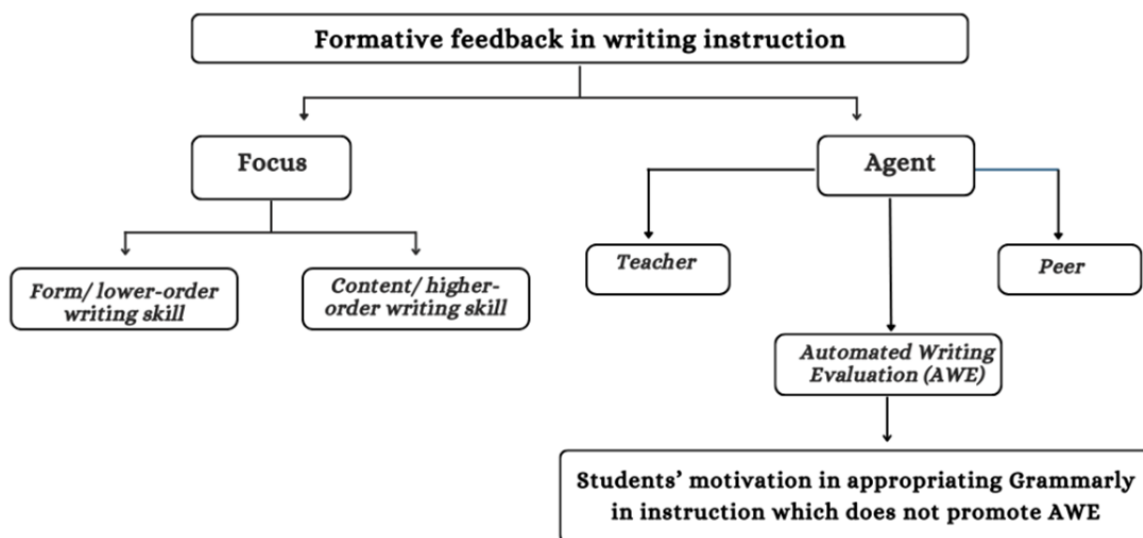 Formative feedback in writing instruction
Focus
Agent
Form/ lower-order
writing skill
Content/ higher-
order writing skill
Teacher
Peer
Automated Writing
Evaluation (AWE)
Students’ motivation in appropriating Grammarly
in instruction which does not promote AWE